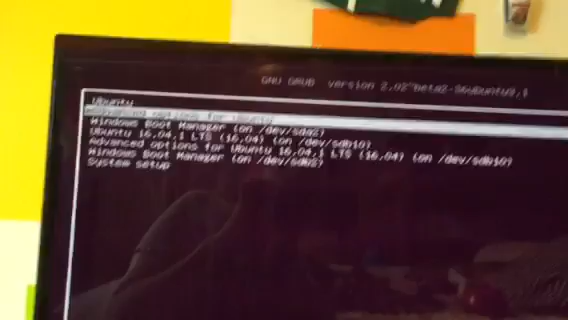 GNU GRUB version 2.02~beta2-36ubuntu3.1
Ubuntu
Advanced options for Ubuntu
Windows Boot Manager (on /dev/sda2)
Ubuntu 16.04.1 LTS (16.04) (on /dev/sdb10)
Advanced options for Ubuntu 16.04.1 LTS (16.04) (on /dev/sdb10)
Windows Boot Manager (on /dev/sdb2)
System setup